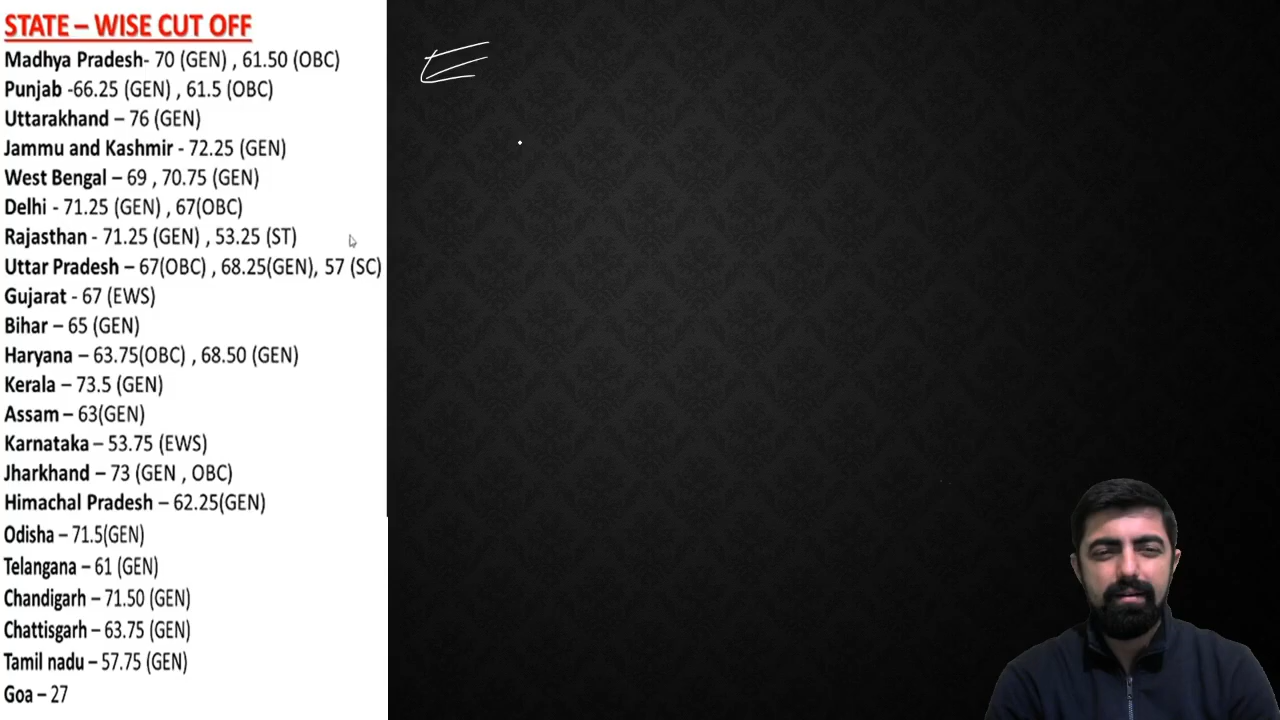 STATE – WISE CUT OFF
Madhya Pradesh- 70 (GEN) , 61.50 (OBC)
Punjab -66.25 (GEN) , 61.5 (OBC)
Uttarakhand – 76 (GEN)
Jammu and Kashmir - 72.25 (GEN)
West Bengal – 69 , 70.75 (GEN)
Delhi - 71.25 (GEN) , 67(OBC)
Rajasthan - 71.25 (GEN) , 53.25 (ST)
Uttar Pradesh – 67(OBC) , 68.25(GEN), 57 (SC)
Gujarat - 67 (EWS)
Bihar – 65 (GEN)
Haryana – 63.75(OBC) , 68.50 (GEN)
Kerala – 73.5 (GEN)
Assam – 63(GEN)
Karnataka – 53.75 (EWS)
Jharkhand – 73 (GEN , OBC)
Himachal Pradesh – 62.25(GEN)
Odisha – 71.5(GEN)
Telangana – 61 (GEN)
Chandigarh – 71.50 (GEN)
Chattisgarh – 63.75 (GEN)
Tamil nadu – 57.75 (GEN)
Goa – 27